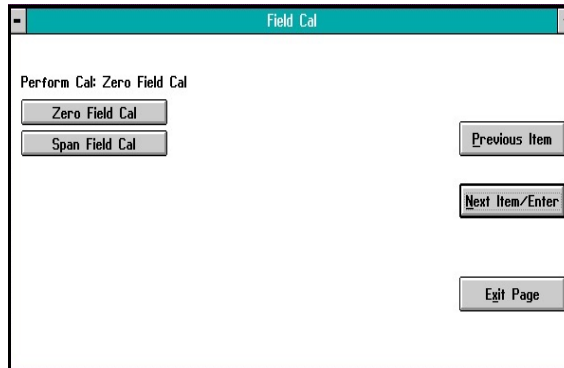 Field Cal
Perform Cal: Zero Field Cal
Zero Field Cal
Span Field Cal
Previous Item
Next Item/Enter
Exit Page